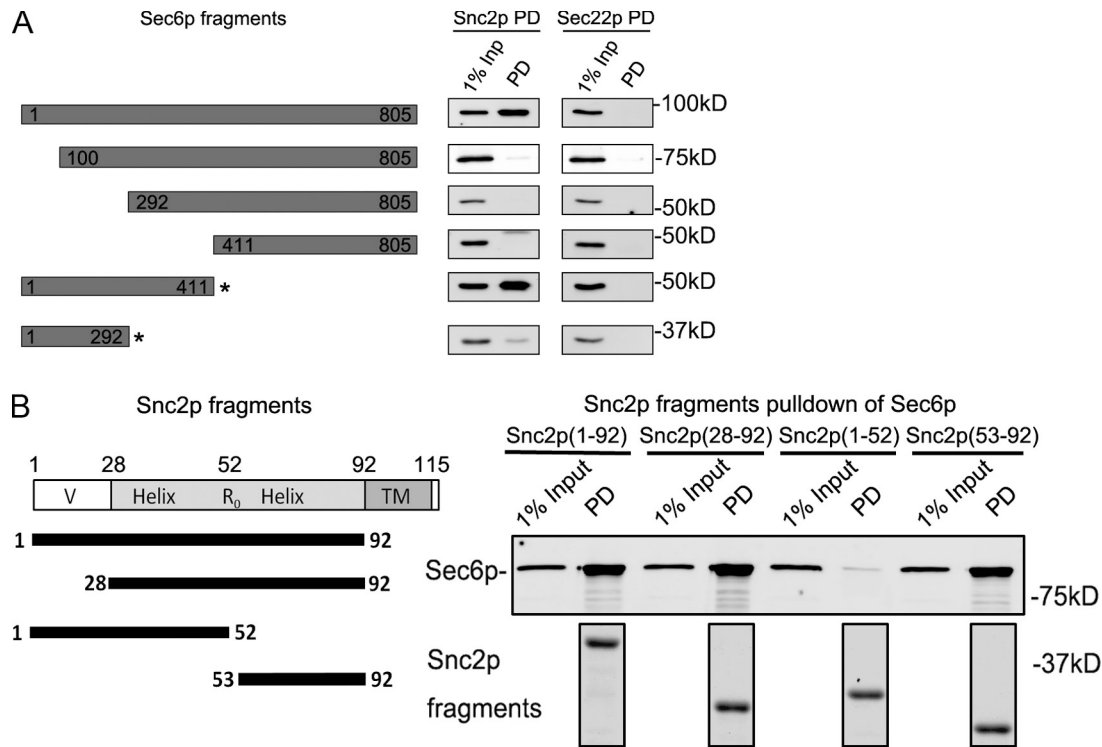 A
Sec6p fragments
Snc2p PD
Sec22p PD
1% Inp
PD
1% Inp
PD
1 805
-100kD
100 805
-75kD
292 805
-50kD
411 805
-50kD
1 411 *
-50kD
1 292 *
-37kD
B
Snc2p fragments
Snc2p fragments pulldown of Sec6p
Snc2p(1-92) Snc2p(28-92) Snc2p(1-52) Snc2p(53-92)
1 28 52 92 115
1% Input PD 1% Input PD 1% Input PD 1% Input PD
V Helix R₀ Helix TM
1 92
28 92
1 52
53 92
Sec6p-
-75kD
Snc2p
fragments
-37kD